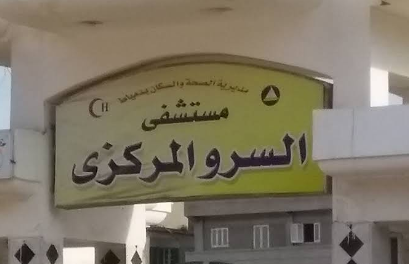 مديرية الصحة والسكان بدمياط
H
مستشفى
السرو المركزى